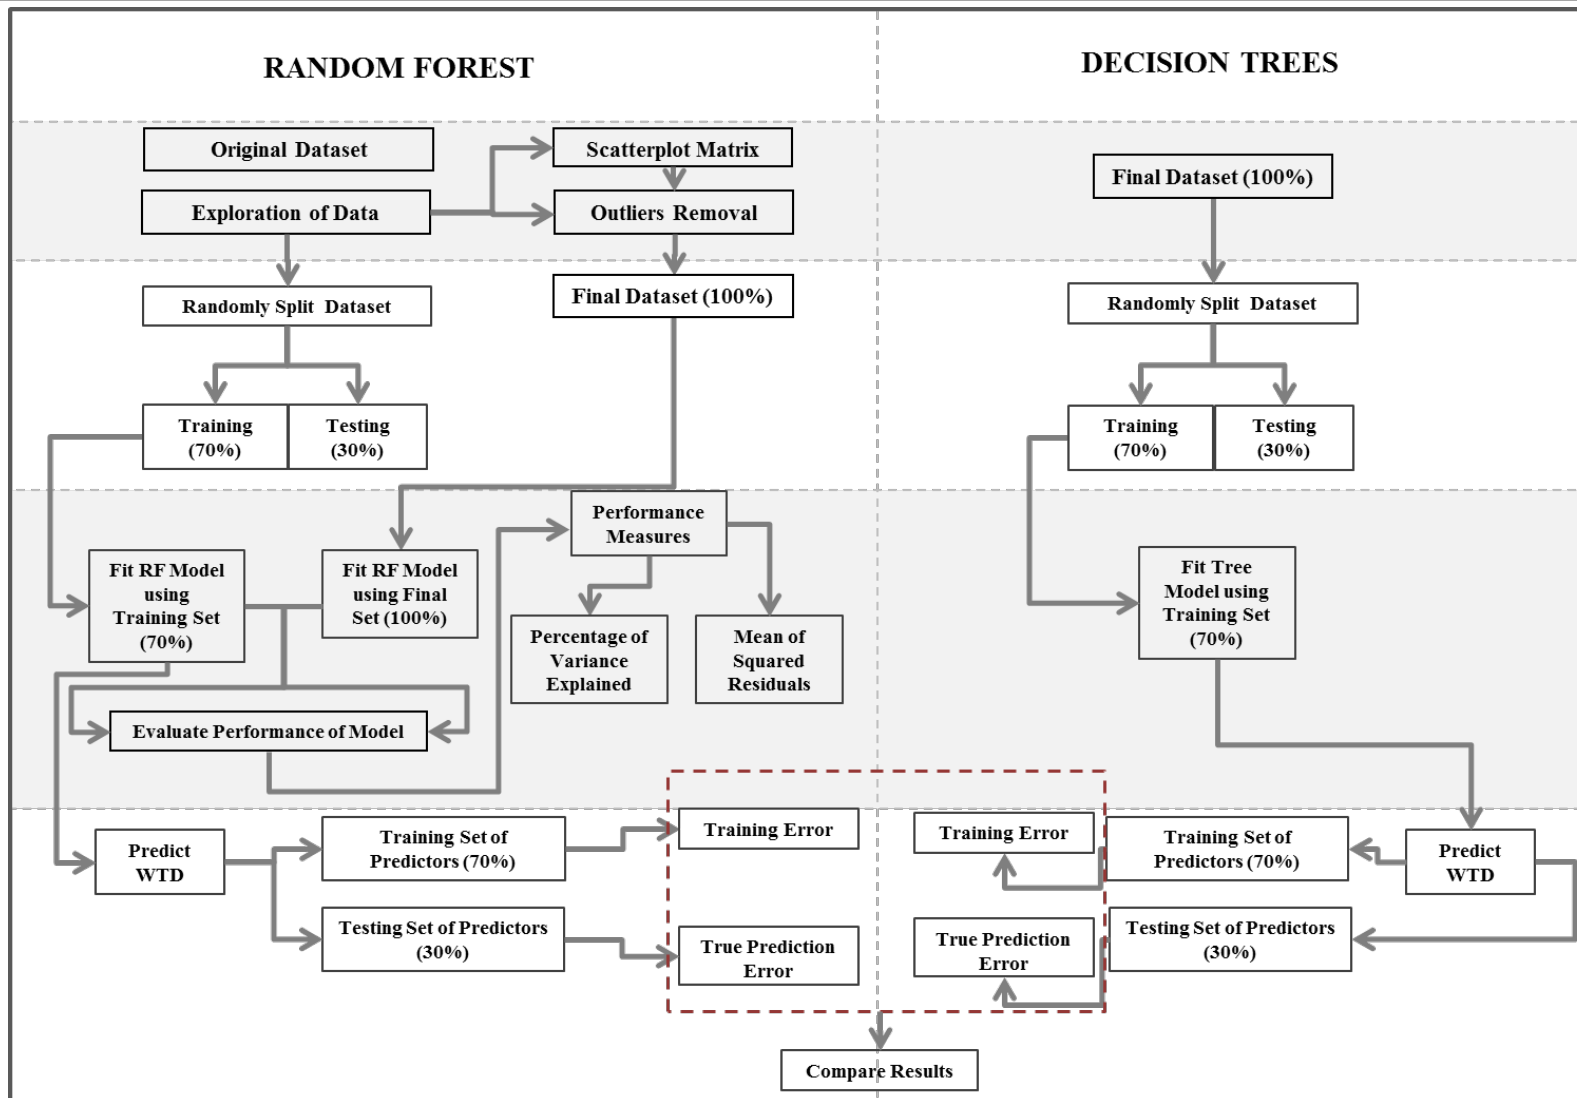 RANDOM FOREST
DECISION TREES
Original Dataset
Scatterplot Matrix
Final Dataset (100%)
Exploration of Data
Outliers Removal
Randomly Split Dataset
Final Dataset (100%)
Randomly Split Dataset
Training
(70%)
Testing
(30%)
Training
(70%)
Testing
(30%)
Performance
Measures
Fit RF Model
using
Training Set
(70%)
Fit RF Model
using Final
Set (100%)
Fit Tree
Model using
Training Set
(70%)
Percentage of
Variance
Explained
Mean of
Squared
Residuals
Evaluate Performance of Model
Predict
WTD
Training Set of
Predictors (70%)
Training Error
Training Error
Training Set of
Predictors (70%)
Predict
WTD
Testing Set of Predictors
(30%)
True Prediction
Error
True Prediction
Error
Testing Set of Predictors
(30%)
Compare Results